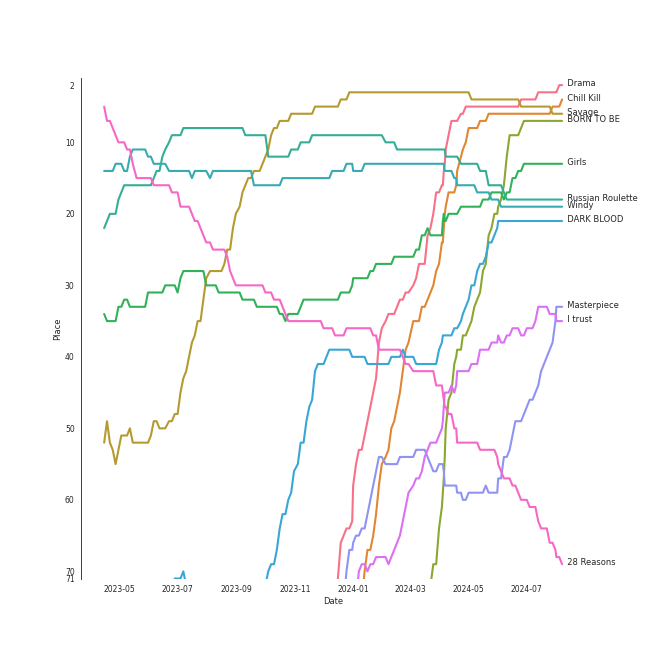 2
10
20
30
40
50
60
70
71
Place
2023-05
2023-07
2023-09
2023-11
2024-01
2024-03
2024-05
2024-07
Date
Drama
Chill Kill
Savage
BORN TO BE
Girls
Russian Roulette
Windy
DARK BLOOD
Masterpiece
I trust
28 Reasons